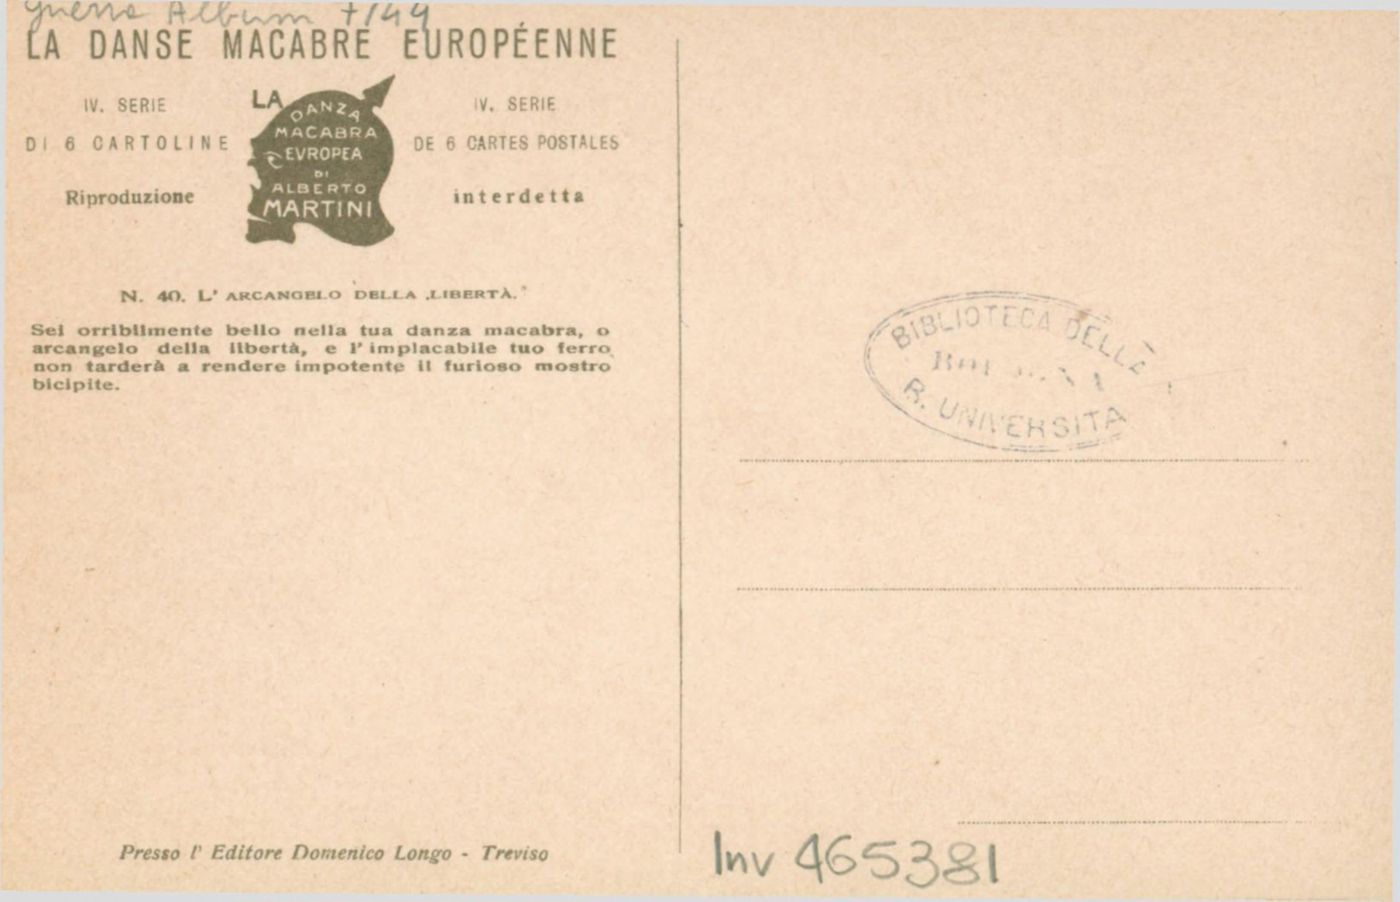 guerra Album 7/44
LA DANSE MACABRE EUROPÉENNE
IV. SERIE
DI 6 CARTOLINE
Riproduzione
LA
DANZA
MACABRA
EVROPEA
DI
ALBERTO
MARTINI
IV. SERIE
DE 6 CARTES POSTALES
interdetta
N. 40. L' ARCANGELO DELLA „LIBERTÀ.”
Sei orribilmente bello nella tua danza macabra, o
arcangelo della libertà, e l' implacabile tuo ferro
non tarderà a rendere impotente il furioso mostro
bicipite.
Presso l' Editore Domenico Longo - Treviso
BIBLIOTECA DELLA
R. UNIVERSITA
Inv 465381